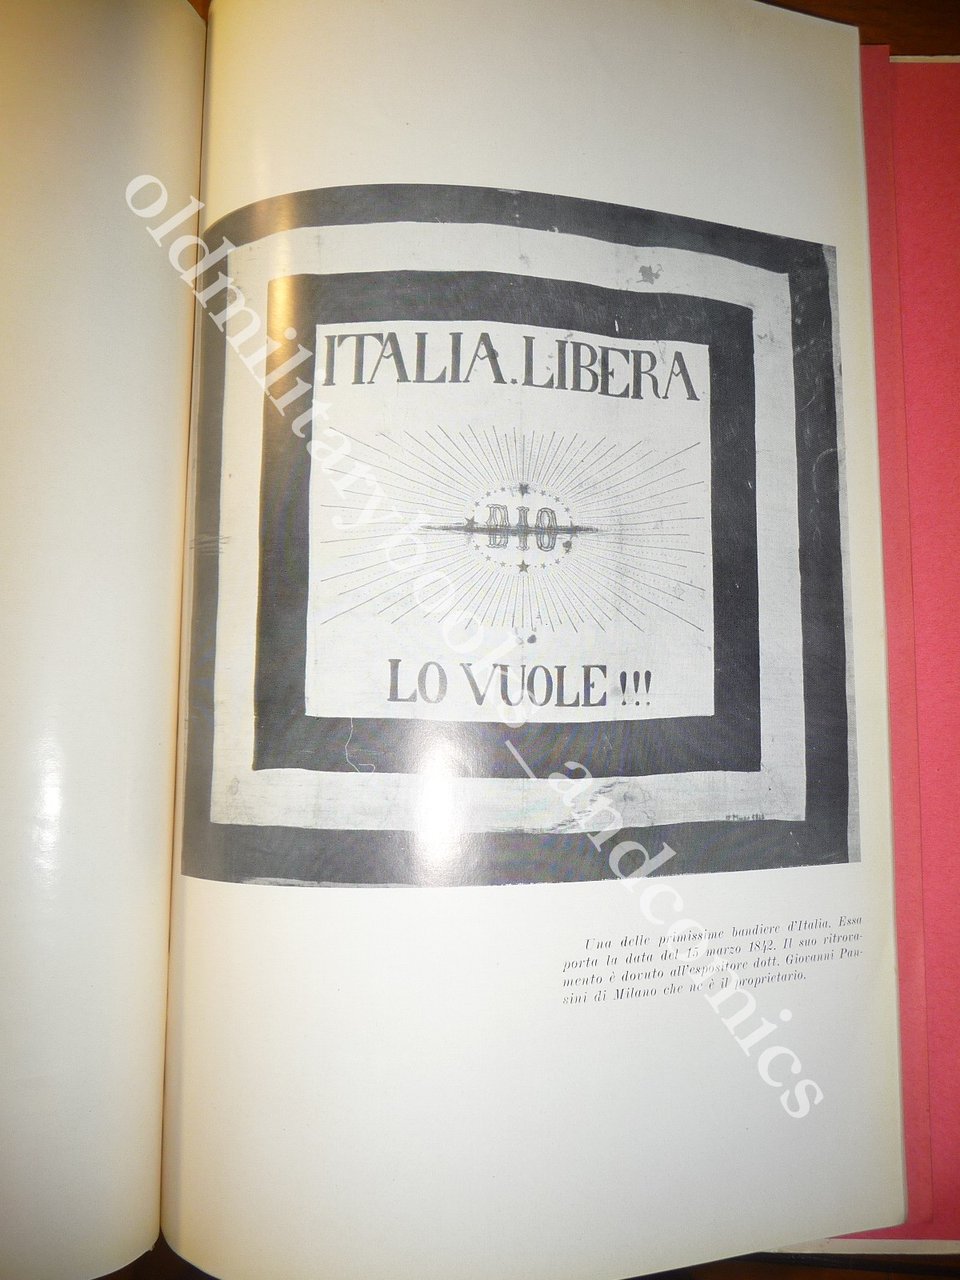 ITALIA.LIBERA
DIO
LO VUOLE!!!
Una delle primissime bandiere d'Italia. Essa
porta la data del 15 marzo 1842. Il suo ritrova-
mento è dovuto all'espositore dott. Giovanni Pan-
sini di Milano che ne è il proprietario.
oldmilitarybooks_andcomics